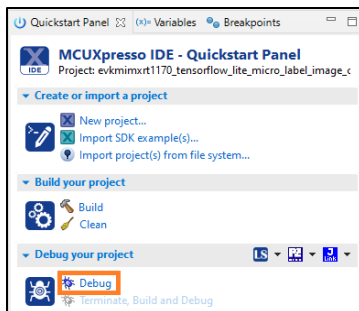 Quickstart Panel (x)= Variables Breakpoints
MCUXpresso IDE - Quickstart Panel
IDE Project: evkmimxrt1170_tensorflow_lite_micro_label_image_c
Create or import a project
New project...
Import SDK example(s)...
Import project(s) from file system...
Build your project
Build
Clean
Debug your project LS Link
Debug
Terminate, Build and Debug